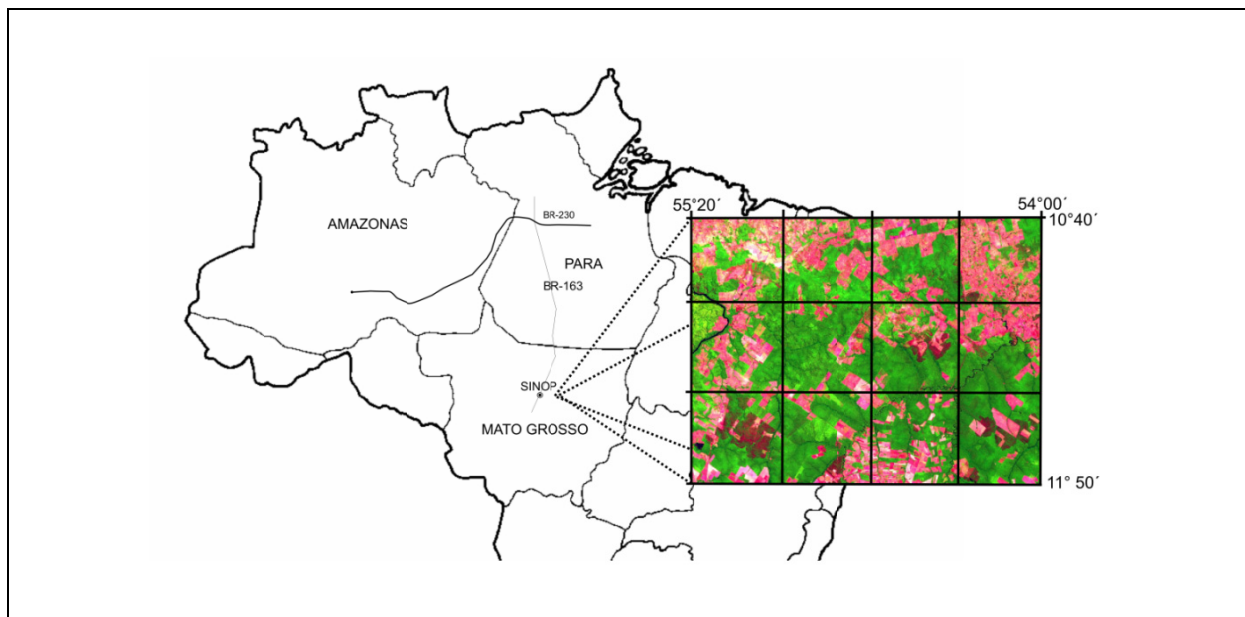 55°20´ 54°00´
10°40´
AMAZONAS
BR-230
PARA
BR-163
SINOP
MATO GROSSO
11° 50´